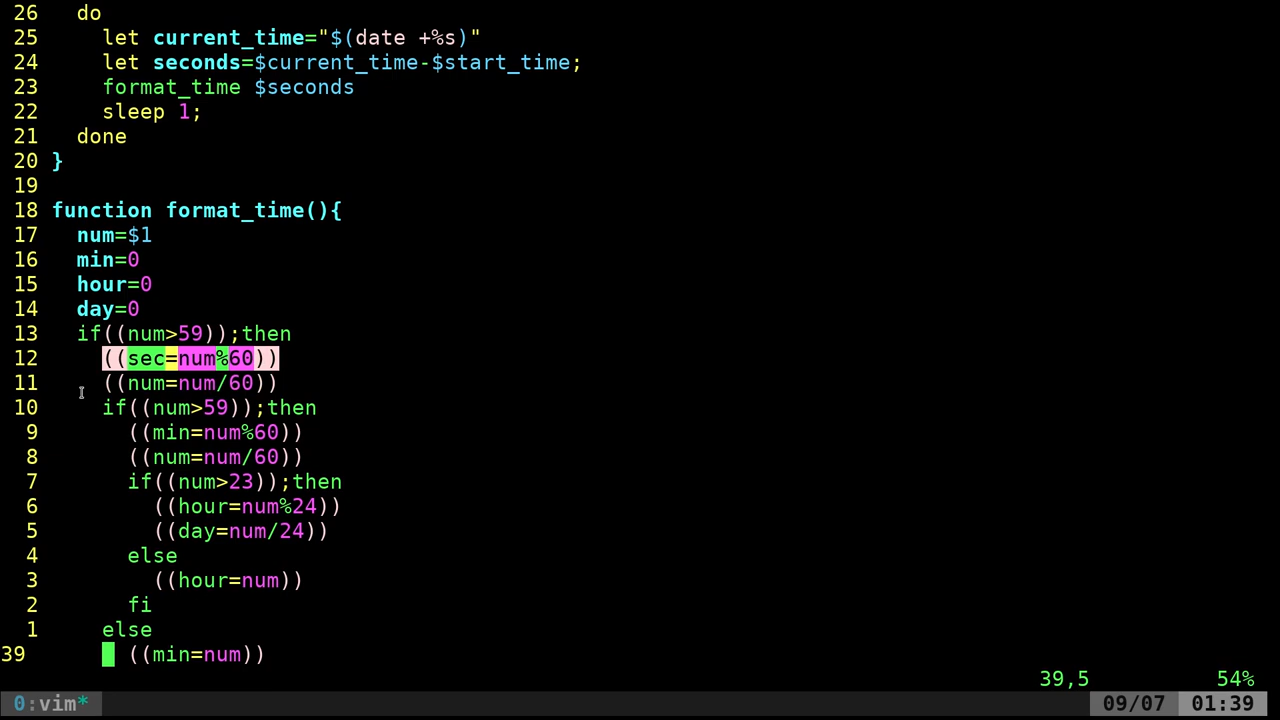 26   do
25     let current_time="$(date +%s)"
24     let seconds=$current_time-$start_time;
23     format_time $seconds
22     sleep 1;
21   done
20 }
19
18 function format_time(){
17   num=$1
16   min=0
15   hour=0
14   day=0
13   if((num>59));then
12     ((sec=num%60))
11     ((num=num/60))
10     if((num>59));then
9       ((min=num%60))
8       ((num=num/60))
7       if((num>23));then
6         ((hour=num%24))
5         ((day=num/24))
4       else
3         ((hour=num))
2       fi
1     else
39       ((min=num))
39,5 54%
0:vim* 09/07 01:39